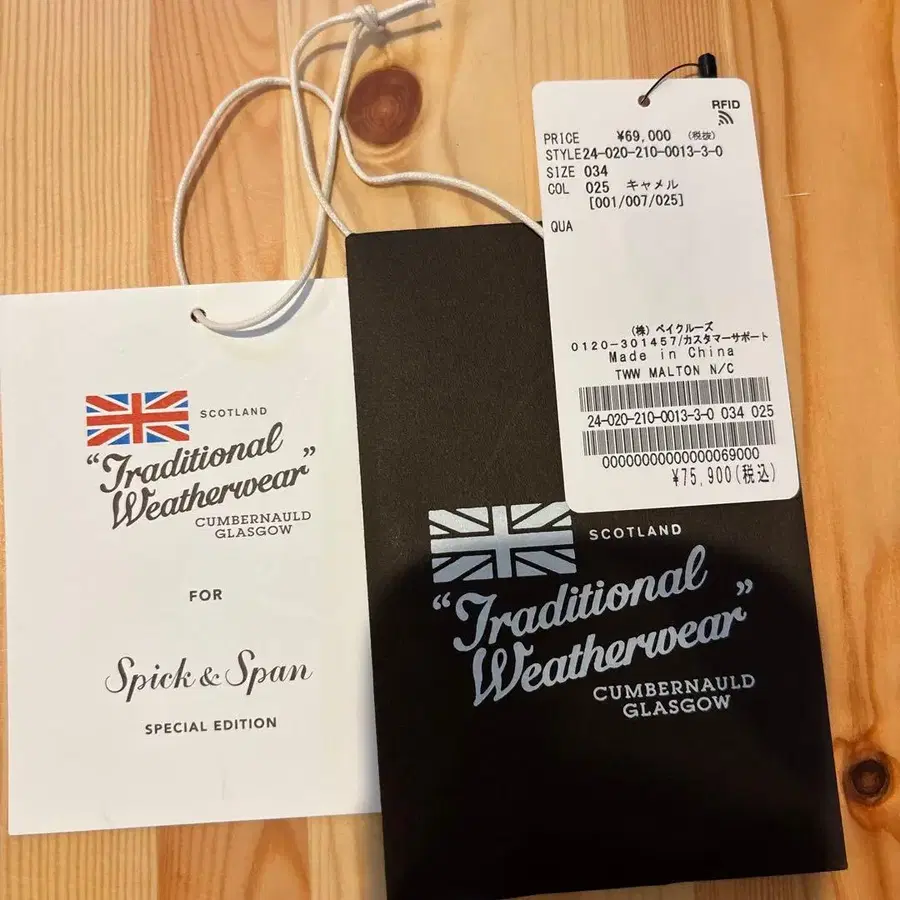 SCOTLAND
“Traditional
Weatherwear”
CUMBERNAULD
GLASGOW
FOR
Spick & Span
SPECIAL EDITION
SCOTLAND
“Traditional
Weatherwear”
CUMBERNAULD
GLASGOW
RFID
PRICE ¥69,000 (税抜)
STYLE24-020-210-0013-3-0
SIZE 034
COL 025 キャメル
[001/007/025]
QUA
(株) ベイクルーズ
0120-301457/カスタマーサポート
Made in China
TWW MALTON N/C
24-020-210-0013-3-0 034 025
00000000000000069000
¥75,900(税込)